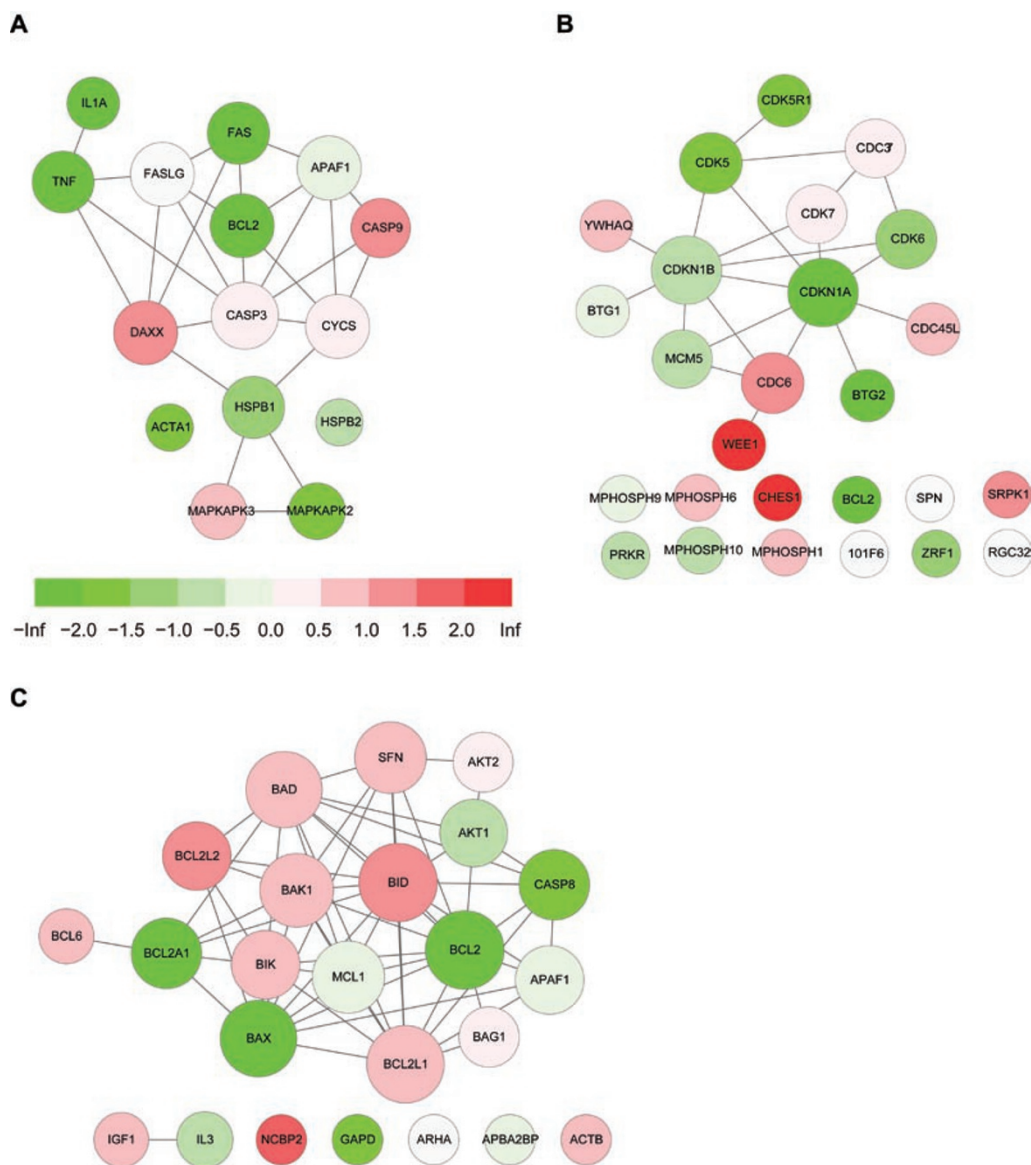 A
IL1A
FAS
TNF
FASLG
APAF1
BCL2
CASP9
DAXX
CASP3
CYCS
HSPB1
ACTA1
HSPB2
MAPKAPK3
MAPKAPK2
−Inf −2.0 −1.5 −1.0 −0.5 0.0 0.5 1.0 1.5 2.0 Inf
B
CDK5R1
CDK5
CDC37
YWHAQ
CDK7
CDK6
CDKN1B
CDKN1A
BTG1
CDC45L
MCM5
CDC6
BTG2
WEE1
MPHOSPH9 MPHOSPH6 CHES1 BCL2 SPN SRPK1
PRKR MPHOSPH10 MPHOSPH1 101F6 ZRF1 RGC32
C
SFN
AKT2
BAD
AKT1
BCL2L2
BAK1
BID
CASP8
BCL6
BCL2A1
BIK
MCL1
BCL2
APAF1
BAX
BCL2L1
BAG1
IGF1 IL3 NCBP2 GAPD ARHA APBA2BP ACTB